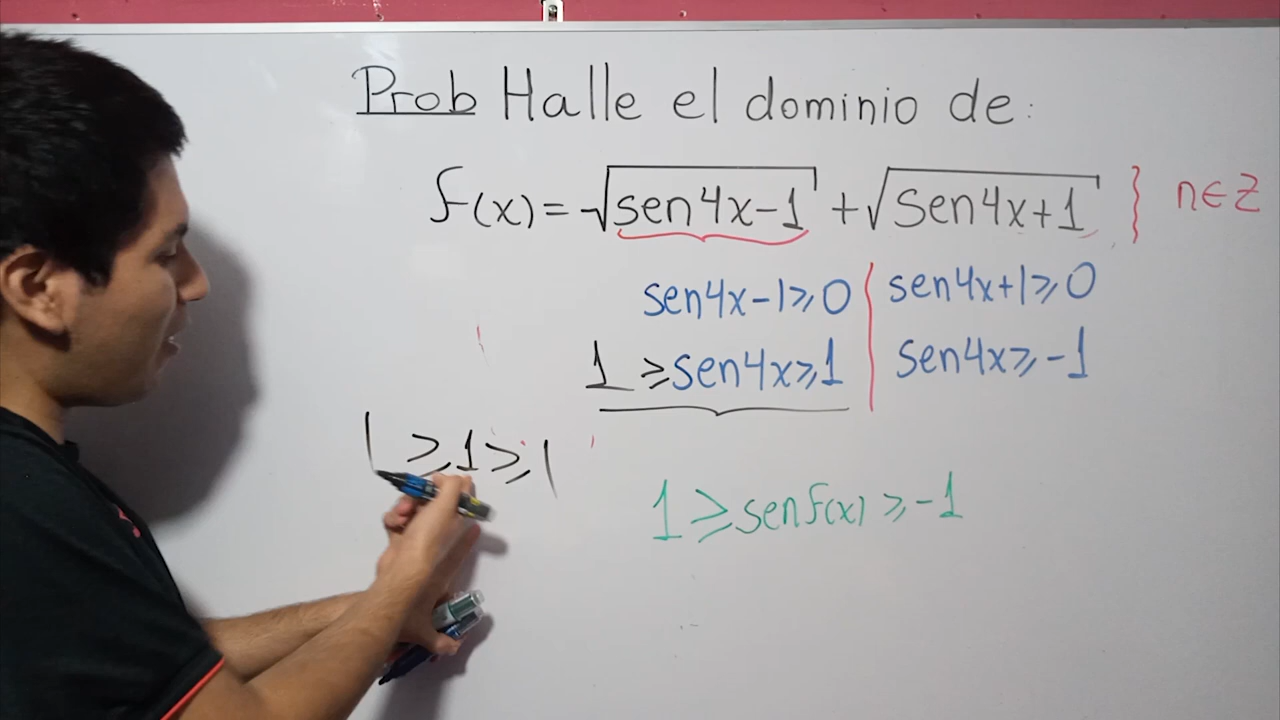 Prob Halle el dominio de:
f(x)=√sen4x-1 + √sen4x+1 } n∈Z
sen4x-1≥0 | sen4x+1≥0
1 ≥sen4x≥1 | sen4x≥-1
1 ≥1≥1
1≥senf(x)≥-1